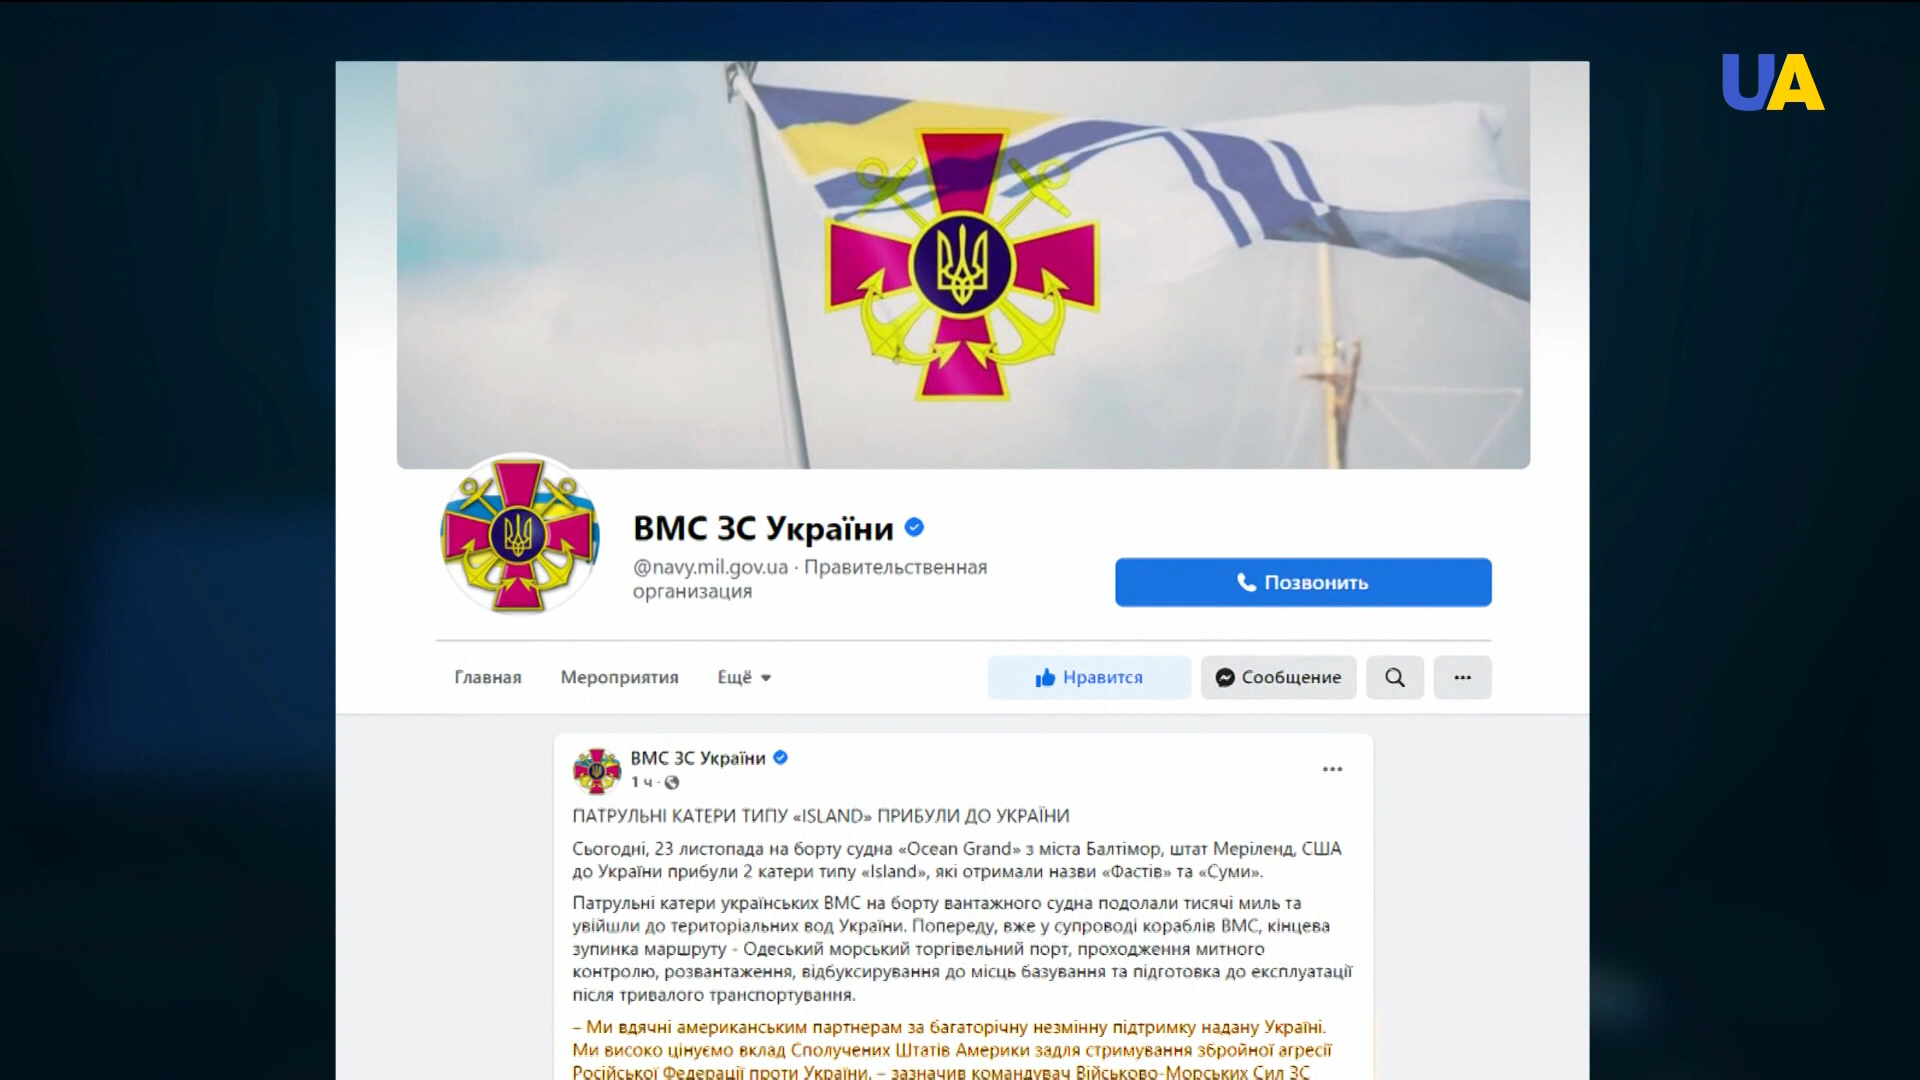 UA
ВМС ЗС України
@navy.mil.gov.ua · Правительственная
организация
Позвонить
Главная Мероприятия Ещё Нравится Сообщение
ВМС ЗС України
1 ч ·
ПАТРУЛЬНІ КАТЕРИ ТИПУ «ISLAND» ПРИБУЛИ ДО УКРАЇНИ
Сьогодні, 23 листопада на борту судна «Ocean Grand» з міста Балтімор, штат Меріленд, США
до України прибули 2 катери типу «Island», які отримали назви «Фастів» та «Суми».
Патрульні катери українських ВМС на борту вантажного судна подолали тисячі миль та
увійшли до територіальних вод України. Попереду, вже у супроводі кораблів ВМС, кінцева
зупинка маршруту - Одеський морський торгівельний порт, проходження митного
контролю, розвантаження, відбуксирування до місць базування та підготовка до експлуатації
після тривалого транспортування.
– Ми вдячні американським партнерам за багаторічну незмінну підтримку надану Україні.
Ми високо цінуємо вклад Сполучених Штатів Америки задля стримування збройної агресії
Російської Федерації проти України, – зазначив командувач Військово-Морських Сил ЗС